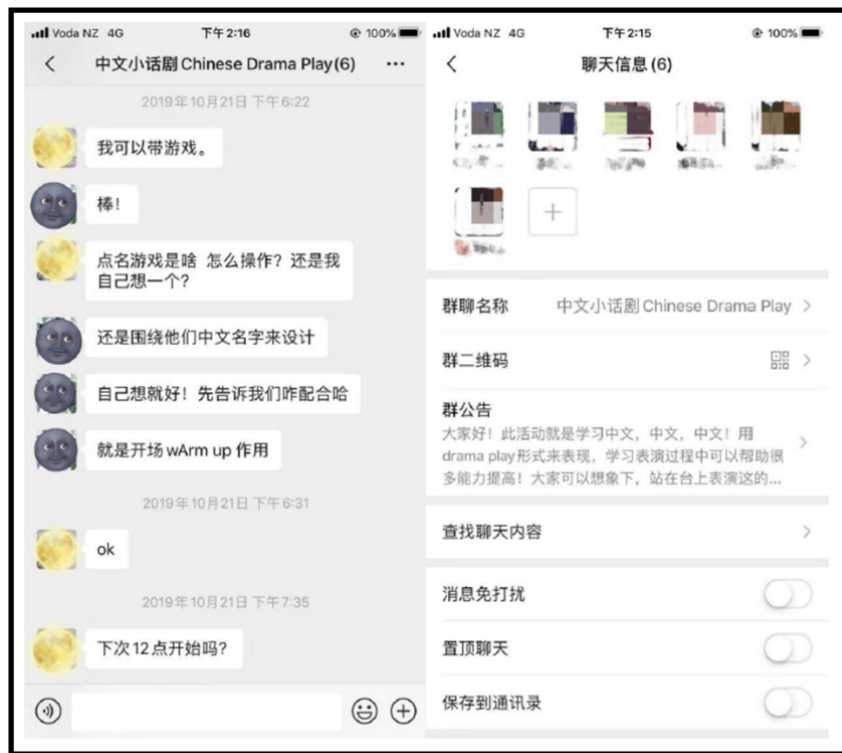 Voda NZ 4G 下午2:16 100%
中文小话剧 Chinese Drama Play(6)
2019年10月21日 下午6:22
我可以带游戏。
棒!
点名游戏是啥 怎么操作? 还是我
自己想一个?
还是围绕他们中文名字来设计
自己想就好! 先告诉我们咋配合哈
就是开场 wArm up 作用
2019年10月21日 下午6:31
ok
2019年10月21日 下午7:35
下次12点开始吗?
Voda NZ 4G 下午2:15 100%
聊天信息(6)
群聊名称 中文小话剧 Chinese Drama Play
群二维码
群公告
大家好! 此活动就是学习中文, 中文, 中文! 用
drama play形式来表现, 学习表演过程中可以帮助很
多能力提高! 大家可以想象下, 站在台上表演这的...
查找聊天内容
消息免打扰
置顶聊天
保存到通讯录